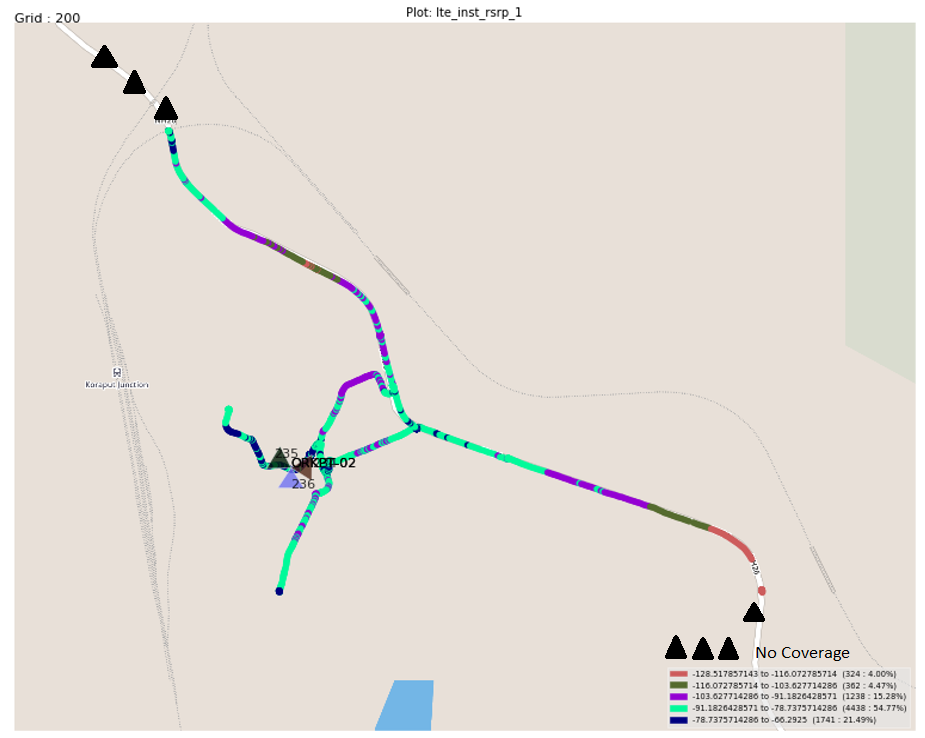 Plot: lte_inst_rsrp_1
Grid : 200
Koraput Junction
235
236
No Coverage
-128.517857143 to -116.072785714 (324 : 4.00%)
-116.072785714 to -103.627714286 (362 : 4.47%)
-103.627714286 to -91.1826428571 (1238 : 15.28%)
-91.1826428571 to -78.7375714286 (4438 : 54.77%)
-78.7375714286 to -66.2925 (1741 : 21.49%)